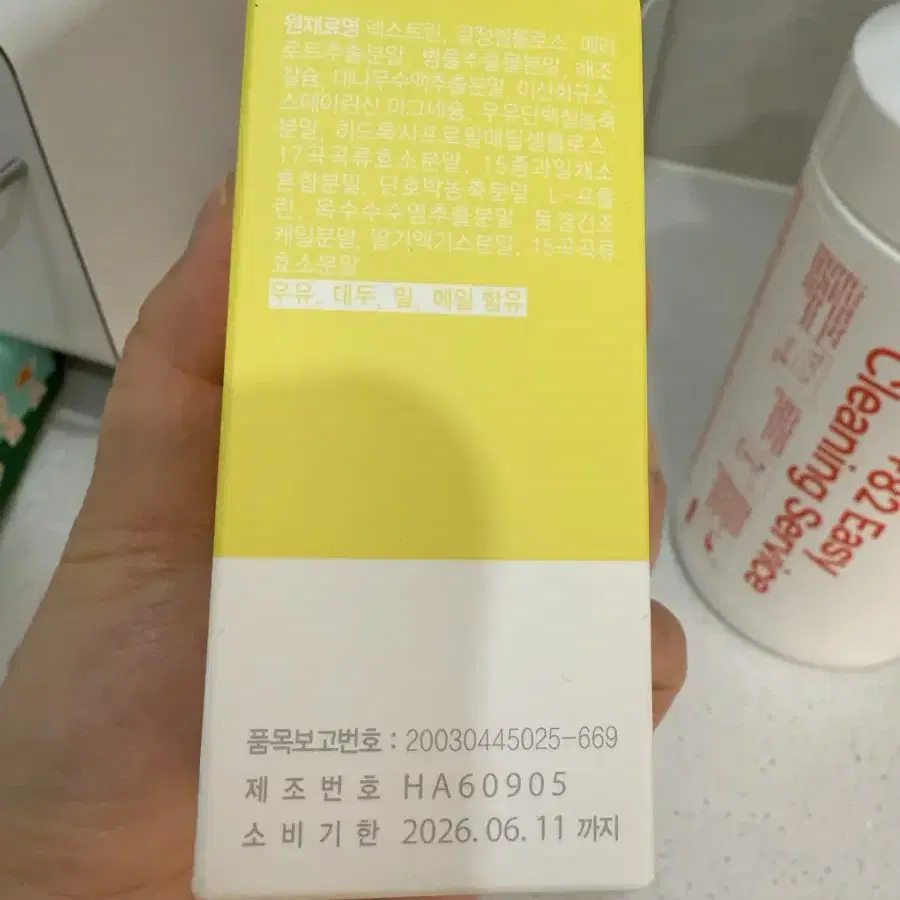 원재료명 덱스트린, 결정셀룰로스, 메리
로트추출분말, 빔플추출물분말, 해조
칼슘, 대나무수액추출분말, 이산화규소,
스테아린산 마그네슘, 우유단백질농축
분말, 히드록시프로필메틸셀룰로스,
17곡곡류효소분말, 15종과일채소
혼합분말, 단호박농축분말 L-프롤
린, 옥수수수염추출분말 동결건조
케일분말, 딸기엑기스분말, 15곡곡류
효소분말
우유, 대두, 밀, 메밀 함유
품목보고번호 : 20030445025-669
제조번호 HA60905
소비기한 2026.06.11 까지
82 Easy
Cleaning Service